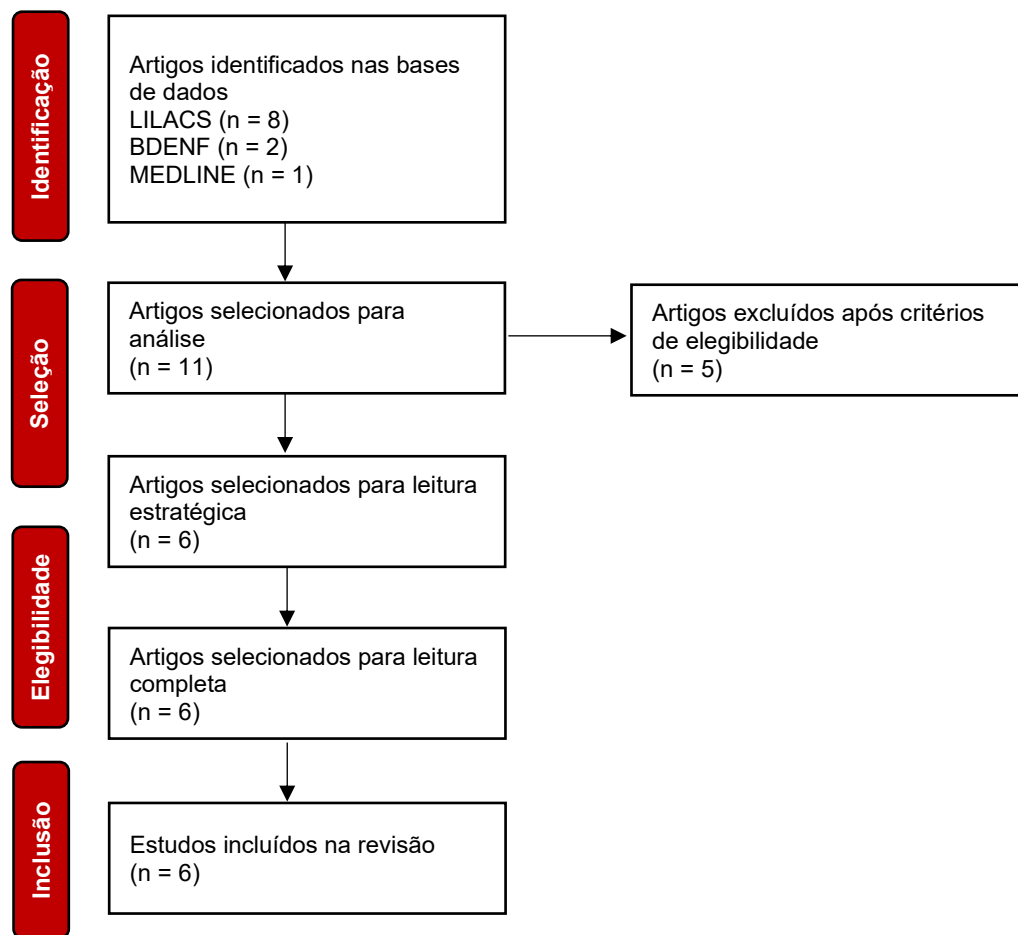 Identificação
Artigos identificados nas bases
de dados
LILACS (n = 8)
BDENF (n = 2)
MEDLINE (n = 1)
Seleção
Artigos selecionados para
análise
(n = 11)
Artigos excluídos após critérios
de elegibilidade
(n = 5)
Artigos selecionados para leitura
estratégica
(n = 6)
Elegibilidade
Artigos selecionados para leitura
completa
(n = 6)
Inclusão
Estudos incluídos na revisão
(n = 6)